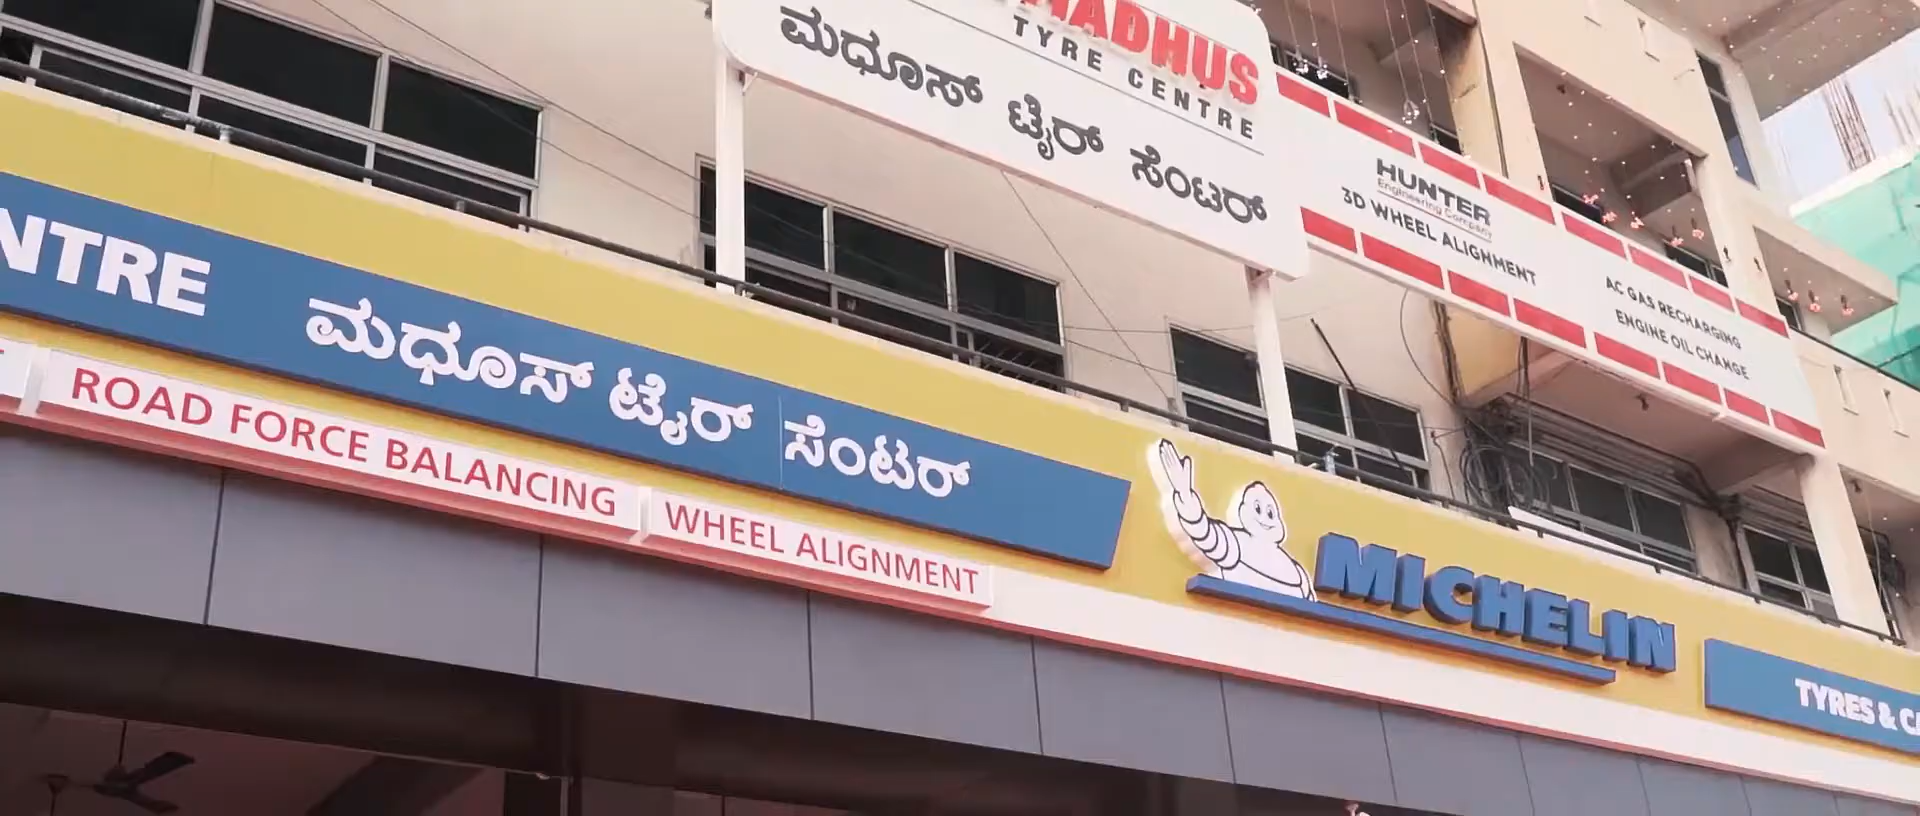 MADHUS
TYRE CENTRE
ಮಧೂಸ್ ಟೈರ್ ಸೆಂಟರ್
HUNTER
Engineering Company
3D WHEEL ALIGNMENT
AC GAS RECHARGING
ENGINE OIL CHANGE
NTRE ಮಧೂಸ್ ಟೈರ್ ಸೆಂಟರ್
ROAD FORCE BALANCING WHEEL ALIGNMENT
MICHELIN
TYRES &